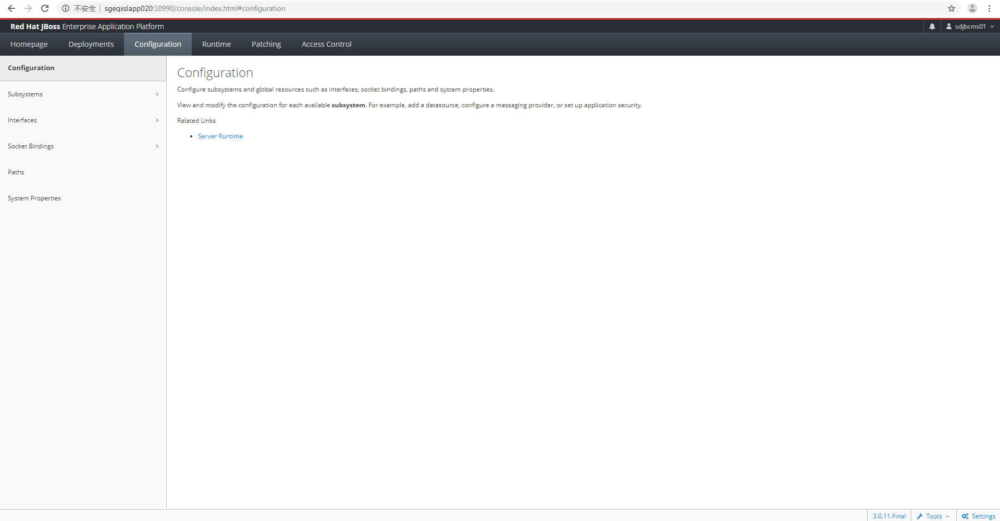 不安全 sgeqxslapp020:10990/console/index.html#configuration
Red Hat JBoss Enterprise Application Platform
sdjbcms01
Homepage Deployments Configuration Runtime Patching Access Control
Configuration
Subsystems
Interfaces
Socket Bindings
Paths
System Properties
Configuration
Configure subsystems and global resources such as interfaces, socket bindings, paths and system properties.
View and modify the configuration for each available subsystem. For example, add a datasource, configure a messaging provider, or set up application security.
Related Links
Server Runtime
3.0.11.Final Tools Settings